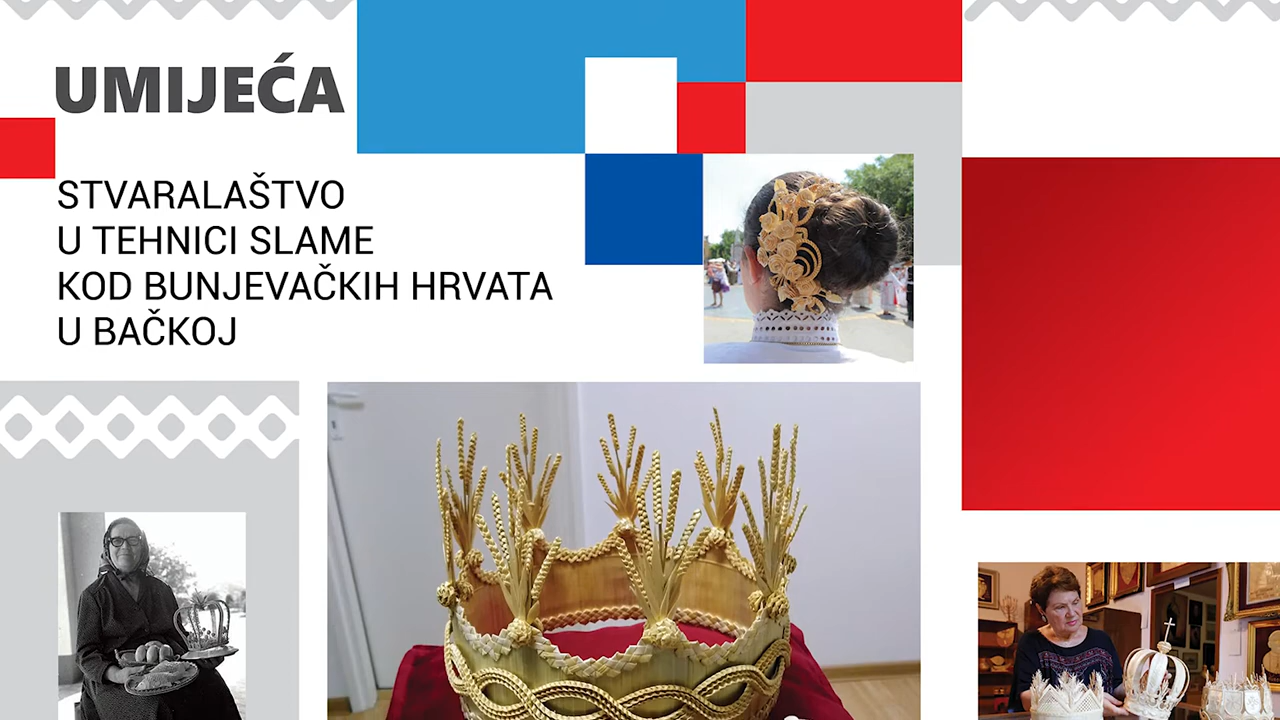 UMIJEĆA
STVARALAŠTVO
U TEHNICI SLAME
KOD BUNJEVAČKIH HRVATA
U BAČKOJ